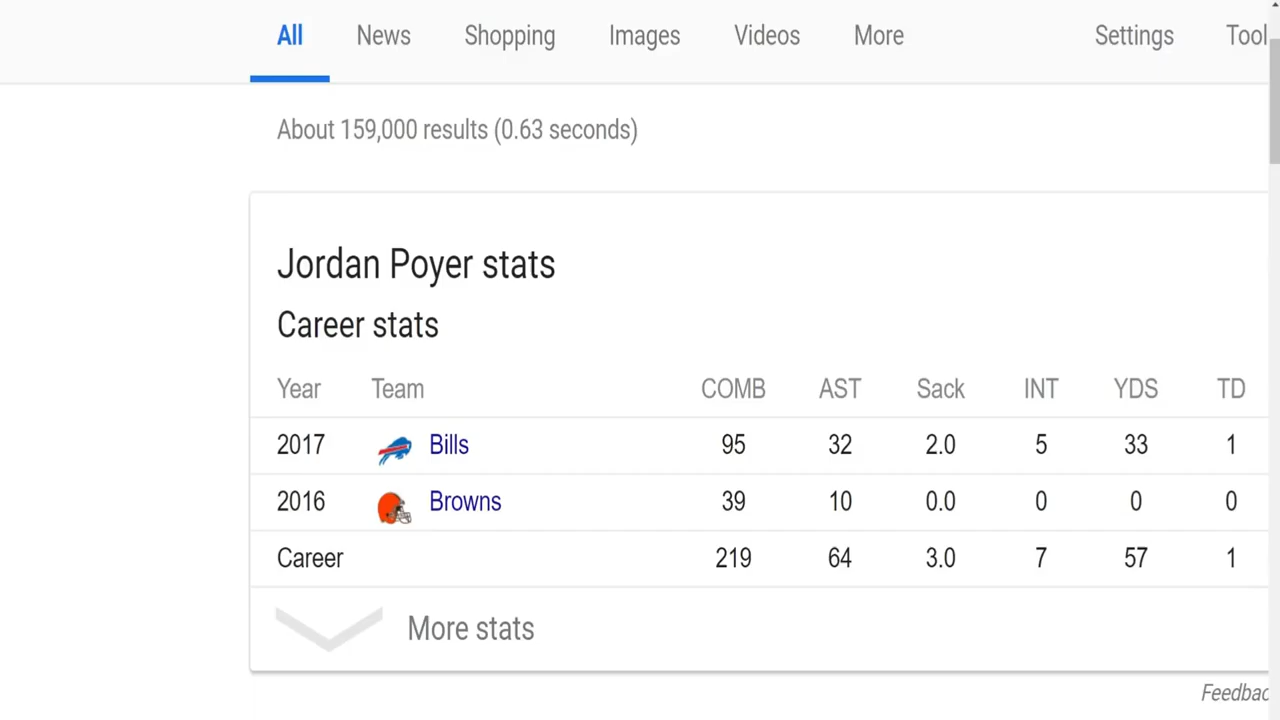 All News Shopping Images Videos More Settings Tool
About 159,000 results (0.63 seconds)
Jordan Poyer stats
Career stats
Year Team COMB AST Sack INT YDS TD
2017 Bills 95 32 2.0 5 33 1
2016 Browns 39 10 0.0 0 0 0
Career 219 64 3.0 7 57 1
More stats
Feedbac